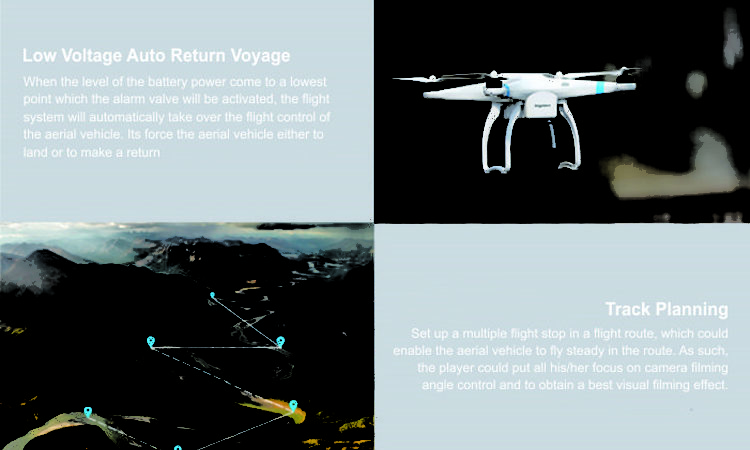 Low Voltage Auto Return Voyage
When the level of the battery power come to a lowest
point which the alarm valve will be activated, the flight
system will automatically take over the flight control of
the aerial vehicle. Its force the aerial vehicle either to
land or to make a return
Track Planning
Set up a multiple flight stop in a flight route, which could
enable the aerial vehicle to fly steady in the route. As such,
the player could put all his/her focus on camera filming
angle control and to obtain a best visual filming effect.